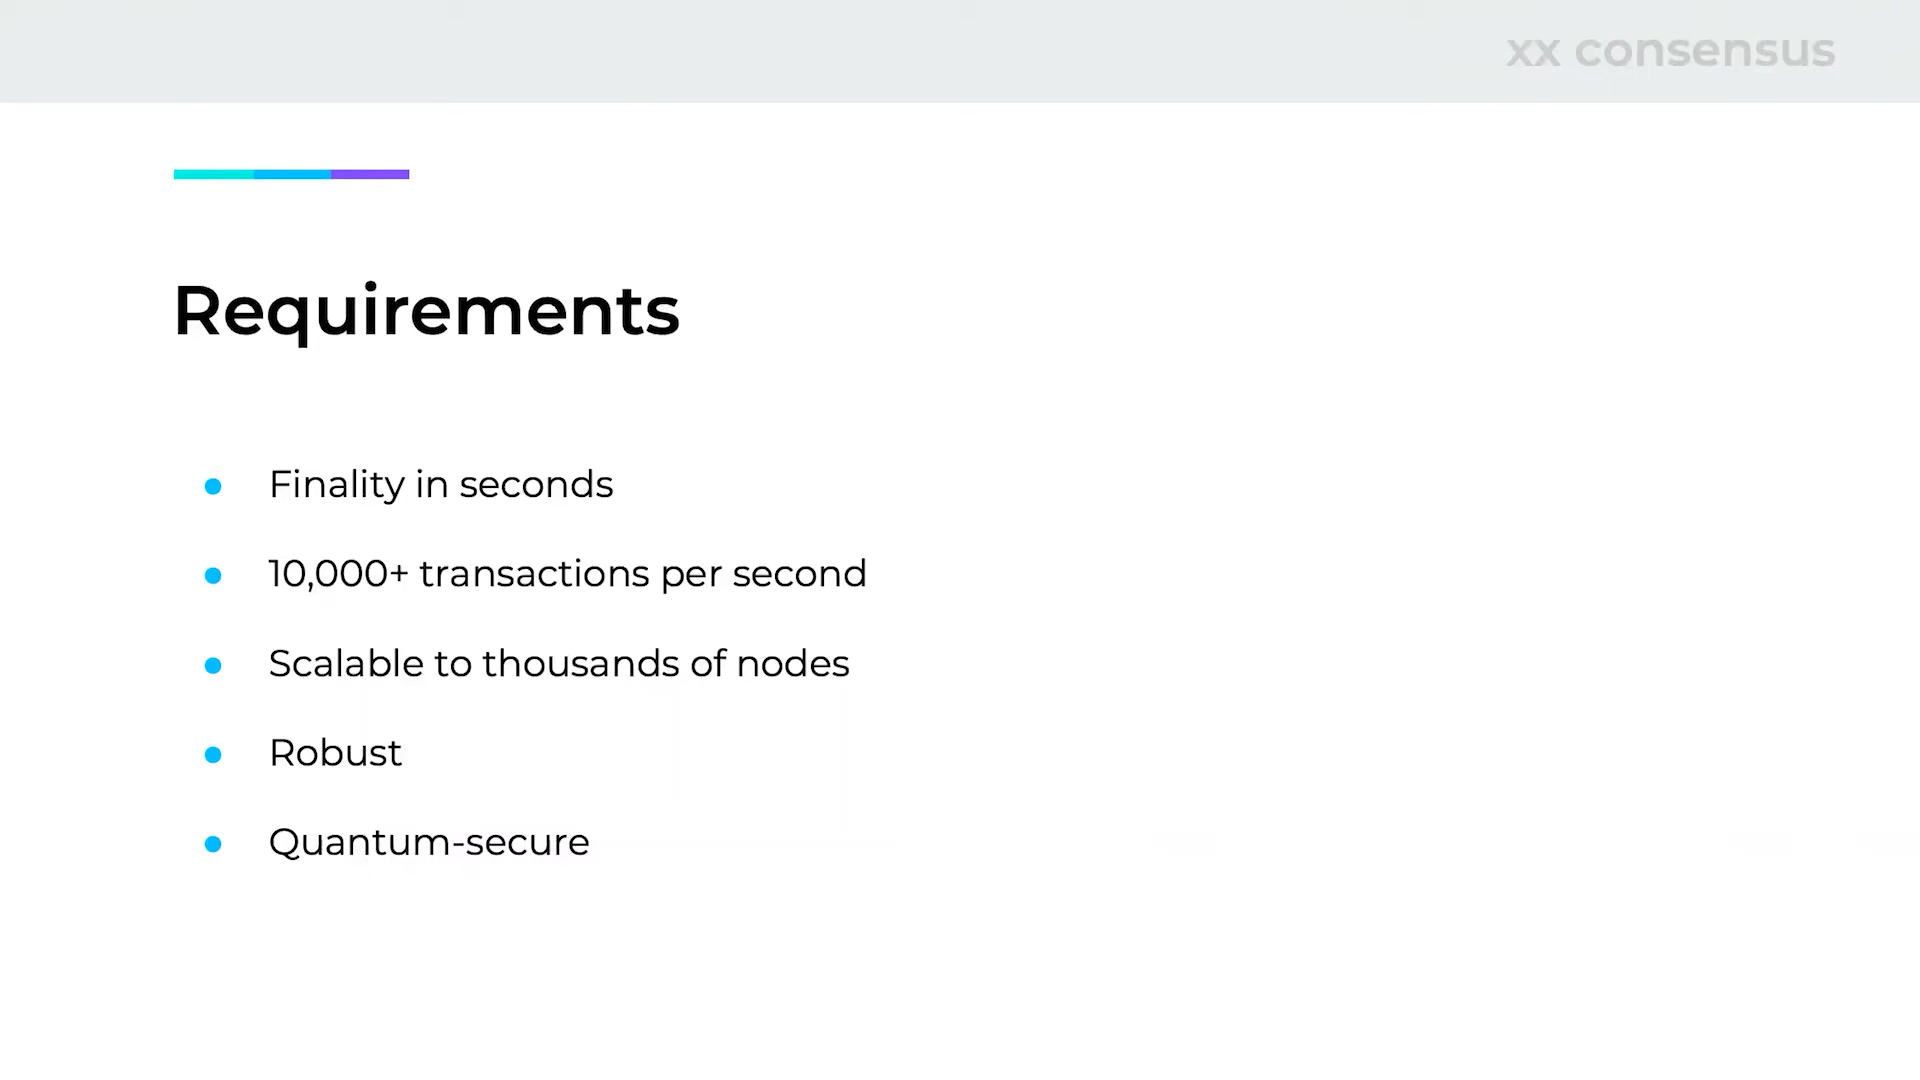 xx consensus
Requirements
Finality in seconds
10,000+ transactions per second
Scalable to thousands of nodes
Robust
Quantum-secure